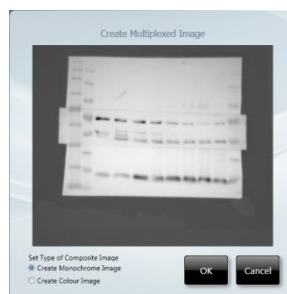 Create Multiplexed Image
Set Type of Composite Image
Create Monochrome Image
Create Colour Image
OK
Cancel